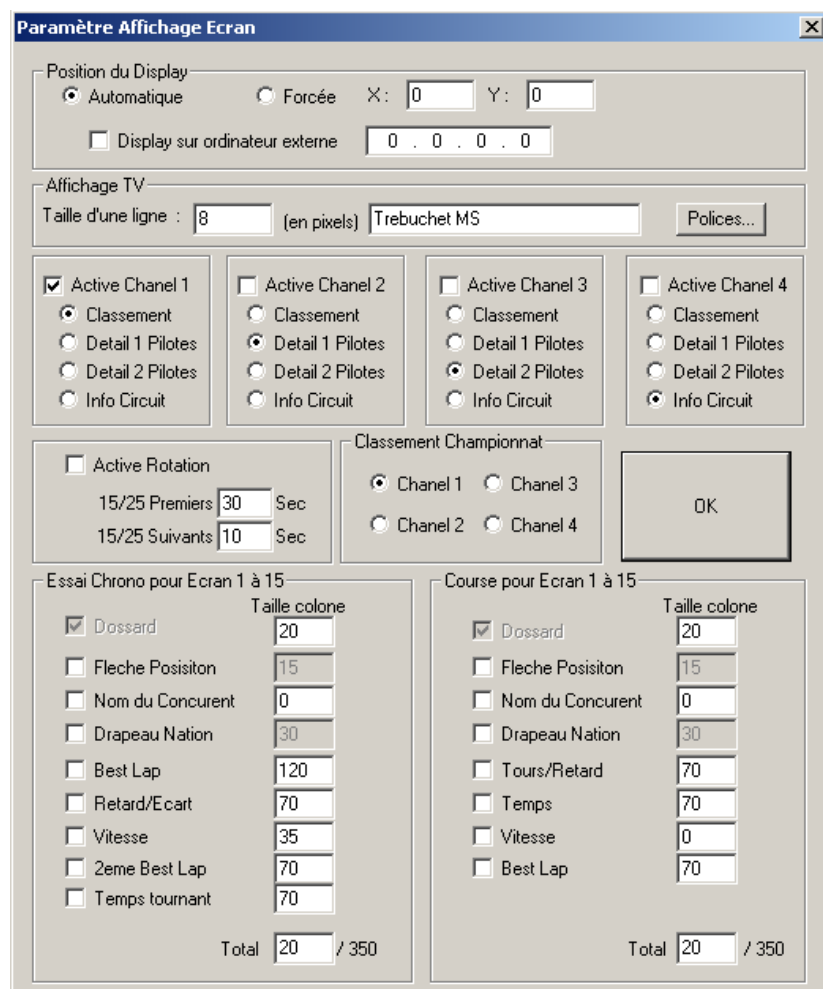 Paramètre Affichage Ecran
Position du Display
Automatique Forcée X: 0 Y: 0
Display sur ordinateur externe 0 . 0 . 0 . 0
Affichage TV
Taille d'une ligne : 8 (en pixels) Trebuchet MS Polices...
Active Chanel 1 Active Chanel 2 Active Chanel 3 Active Chanel 4
Classement Classement Classement Classement
Detail 1 Pilotes Detail 1 Pilotes Detail 1 Pilotes Detail 1 Pilotes
Detail 2 Pilotes Detail 2 Pilotes Detail 2 Pilotes Detail 2 Pilotes
Info Circuit Info Circuit Info Circuit Info Circuit
Active Rotation
15/25 Premiers 30 Sec
15/25 Suivants 10 Sec
Classement Championnat
Chanel 1 Chanel 3
Chanel 2 Chanel 4
OK
Essai Chrono pour Ecran 1 à 15
Taille colone
Dossard 20
Fleche Posisiton 15
Nom du Concurent 0
Drapeau Nation 30
Best Lap 120
Retard/Ecart 70
Vitesse 35
2eme Best Lap 70
Temps tournant 70
Total 20 / 350
Course pour Ecran 1 à 15
Taille colone
Dossard 20
Fleche Posisiton 15
Nom du Concurent 0
Drapeau Nation 30
Tours/Retard 70
Temps 70
Vitesse 0
Best Lap 70
Total 20 / 350